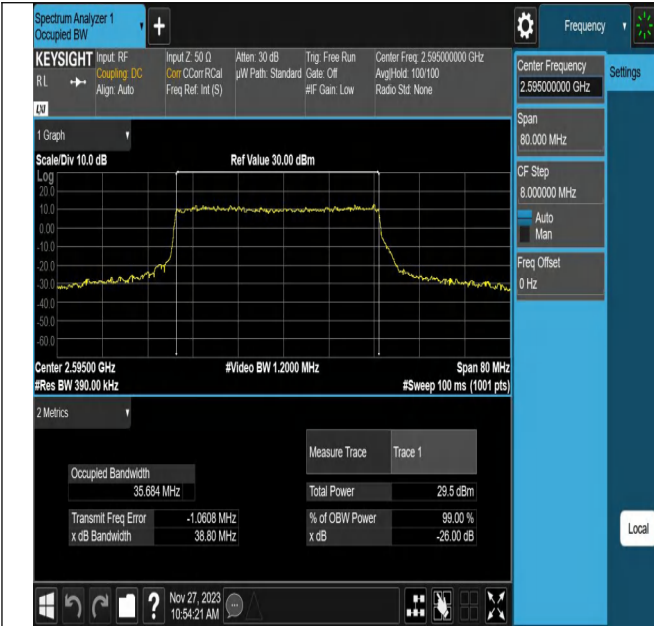 Spectrum Analyzer 1
Occupied BW
+
Frequency
KEYSIGHT
RL
LXI
Input: RF
Coupling: DC
Align: Auto
Input Z: 50 Ω
Corr CCorr RCal
Freq Ref: Int (S)
Atten: 30 dB
µW Path: Standard
Trig: Free Run
Gate: Off
#IF Gain: Low
Center Freq: 2.595000000 GHz
Avg|Hold: 100/100
Radio Std: None
Center Frequency
2.595000000 GHz
Settings
Span
80.000 MHz
CF Step
8.000000 MHz
Auto
Man
Freq Offset
0 Hz
Local
1 Graph
Scale/Div 10.0 dB
Ref Value 30.00 dBm
Log
20.0
10.0
0.00
-10.0
-20.0
-30.0
-40.0
-50.0
-60.0
Center 2.59500 GHz
#Video BW 1.2000 MHz
Span 80 MHz
#Res BW 390.00 kHz
#Sweep 100 ms (1001 pts)
2 Metrics
Measure Trace
Trace 1
Occupied Bandwidth
35.684 MHz
Total Power
29.5 dBm
Transmit Freq Error
-1.0608 MHz
% of OBW Power
99.00 %
x dB Bandwidth
38.80 MHz
x dB
-26.00 dB
?
Nov 27, 2023
10:54:21 AM